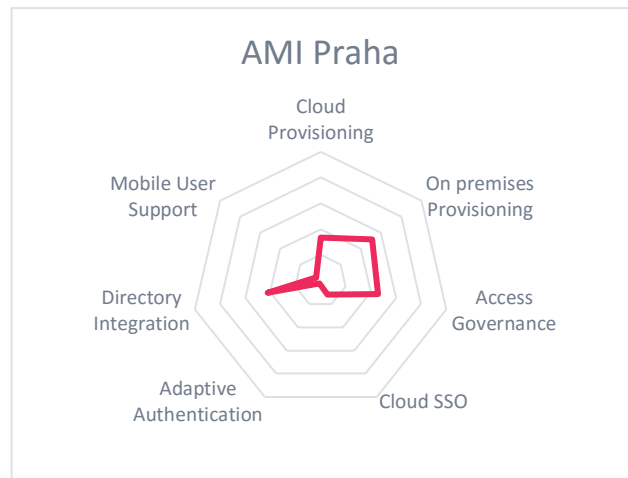 AMI Praha
Cloud
Provisioning
On premises
Provisioning
Access
Governance
Cloud SSO
Adaptive
Authentication
Directory
Integration
Mobile User
Support